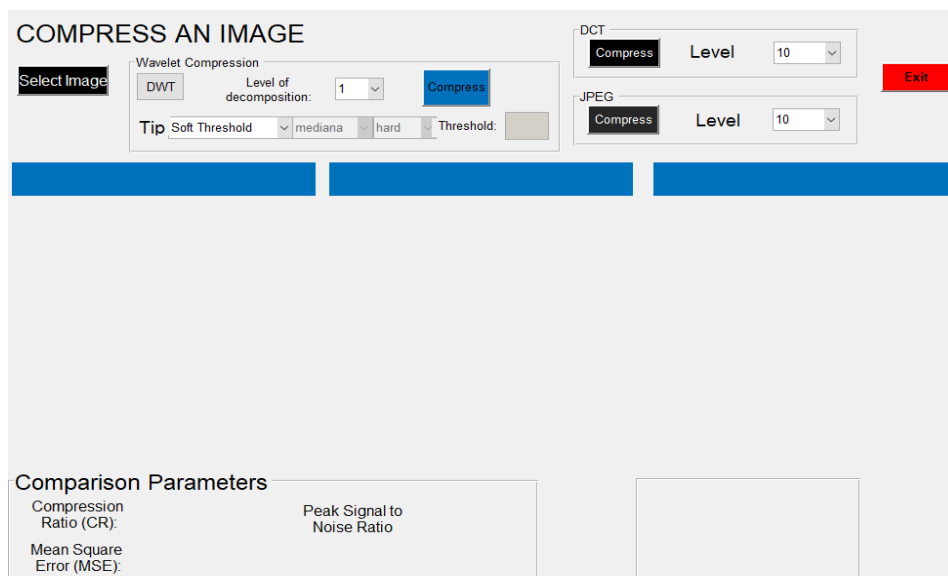 COMPRESS AN IMAGE
Select Image
Wavelet Compression
DWT
Level of
decomposition:
1
Compress
Tip
Soft Threshold
mediana
hard
Threshold:
DCT
Compress
Level
10
JPEG
Compress
Level
10
Exit
Comparison Parameters
Compression
Ratio (CR):
Peak Signal to
Noise Ratio
Mean Square
Error (MSE):